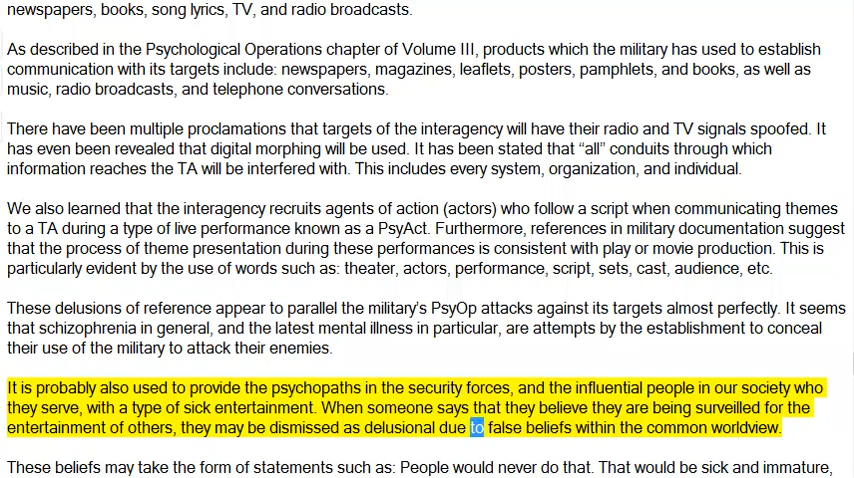 newspapers, books, song lyrics, TV, and radio broadcasts.
As described in the Psychological Operations chapter of Volume III, products which the military has used to establish
communication with its targets include: newspapers, magazines, leaflets, posters, pamphlets, and books, as well as
music, radio broadcasts, and telephone conversations.
There have been multiple proclamations that targets of the interagency will have their radio and TV signals spoofed. It
has even been revealed that digital morphing will be used. It has been stated that “all” conduits through which
information reaches the TA will be interfered with. This includes every system, organization, and individual.
We also learned that the interagency recruits agents of action (actors) who follow a script when communicating themes
to a TA during a type of live performance known as a PsyAct. Furthermore, references in military documentation suggest
that the process of theme presentation during these performances is consistent with play or movie production. This is
particularly evident by the use of words such as: theater, actors, performance, script, sets, cast, audience, etc.
These delusions of reference appear to parallel the military’s PsyOp attacks against its targets almost perfectly. It seems
that schizophrenia in general, and the latest mental illness in particular, are attempts by the establishment to conceal
their use of the military to attack their enemies.
It is probably also used to provide the psychopaths in the security forces, and the influential people in our society who
they serve, with a type of sick entertainment. When someone says that they believe they are being surveilled for the
entertainment of others, they may be dismissed as delusional due to false beliefs within the common worldview.
These beliefs may take the form of statements such as: People would never do that. That would be sick and immature,